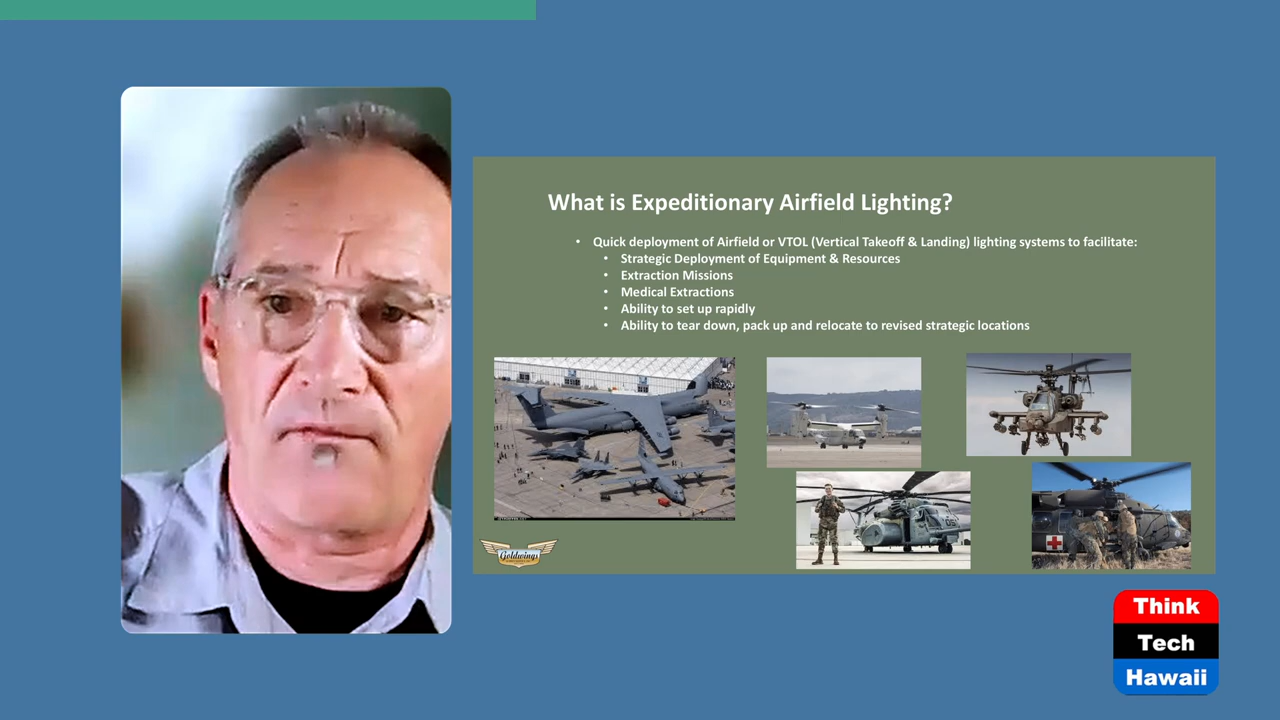 What is Expeditionary Airfield Lighting?
• Quick deployment of Airfield or VTOL (Vertical Takeoff & Landing) lighting systems to facilitate:
• Strategic Deployment of Equipment & Resources
• Extraction Missions
• Medical Extractions
• Ability to set up rapidly
• Ability to tear down, pack up and relocate to revised strategic locations
Goldwings
Think
Tech
Hawaii